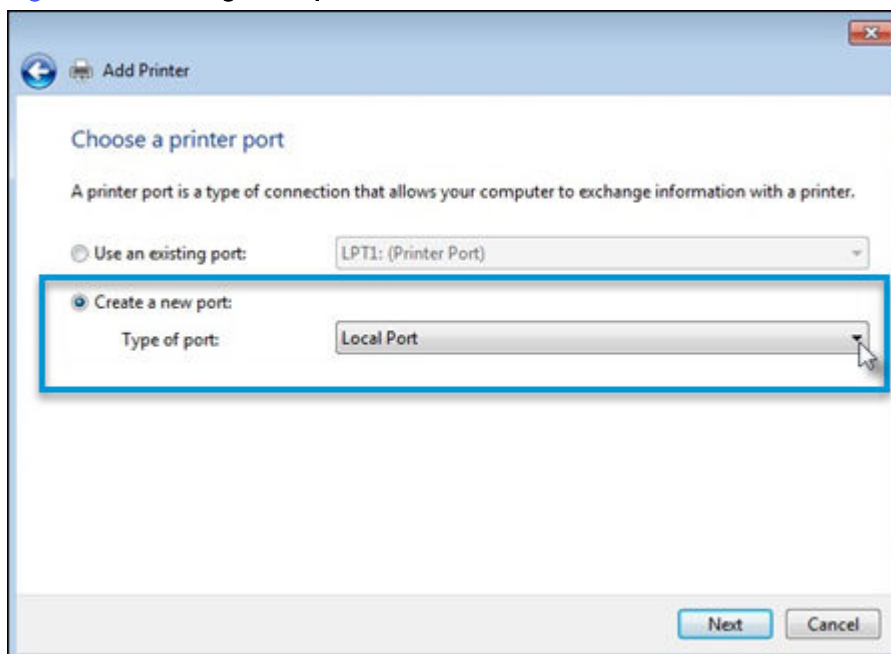 Add Printer
Choose a printer port
A printer port is a type of connection that allows your computer to exchange information with a printer.
Use an existing port: LPT1: (Printer Port)
Create a new port:
Type of port: Local Port
Next Cancel